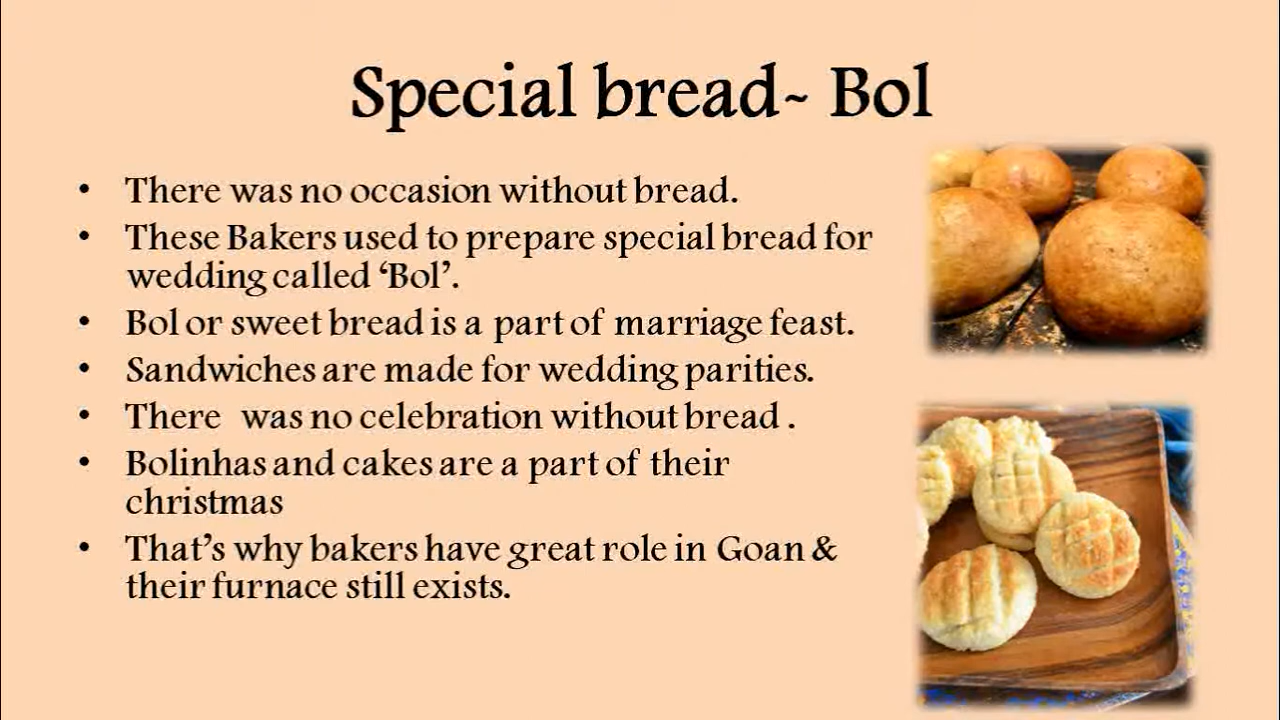 Special bread- Bol
• There was no occasion without bread.
• These Bakers used to prepare special bread for
wedding called ‘Bol’.
• Bol or sweet bread is a part of marriage feast.
• Sandwiches are made for wedding parities.
• There was no celebration without bread .
• Bolinhas and cakes are a part of their
christmas
• That’s why bakers have great role in Goan &
their furnace still exists.